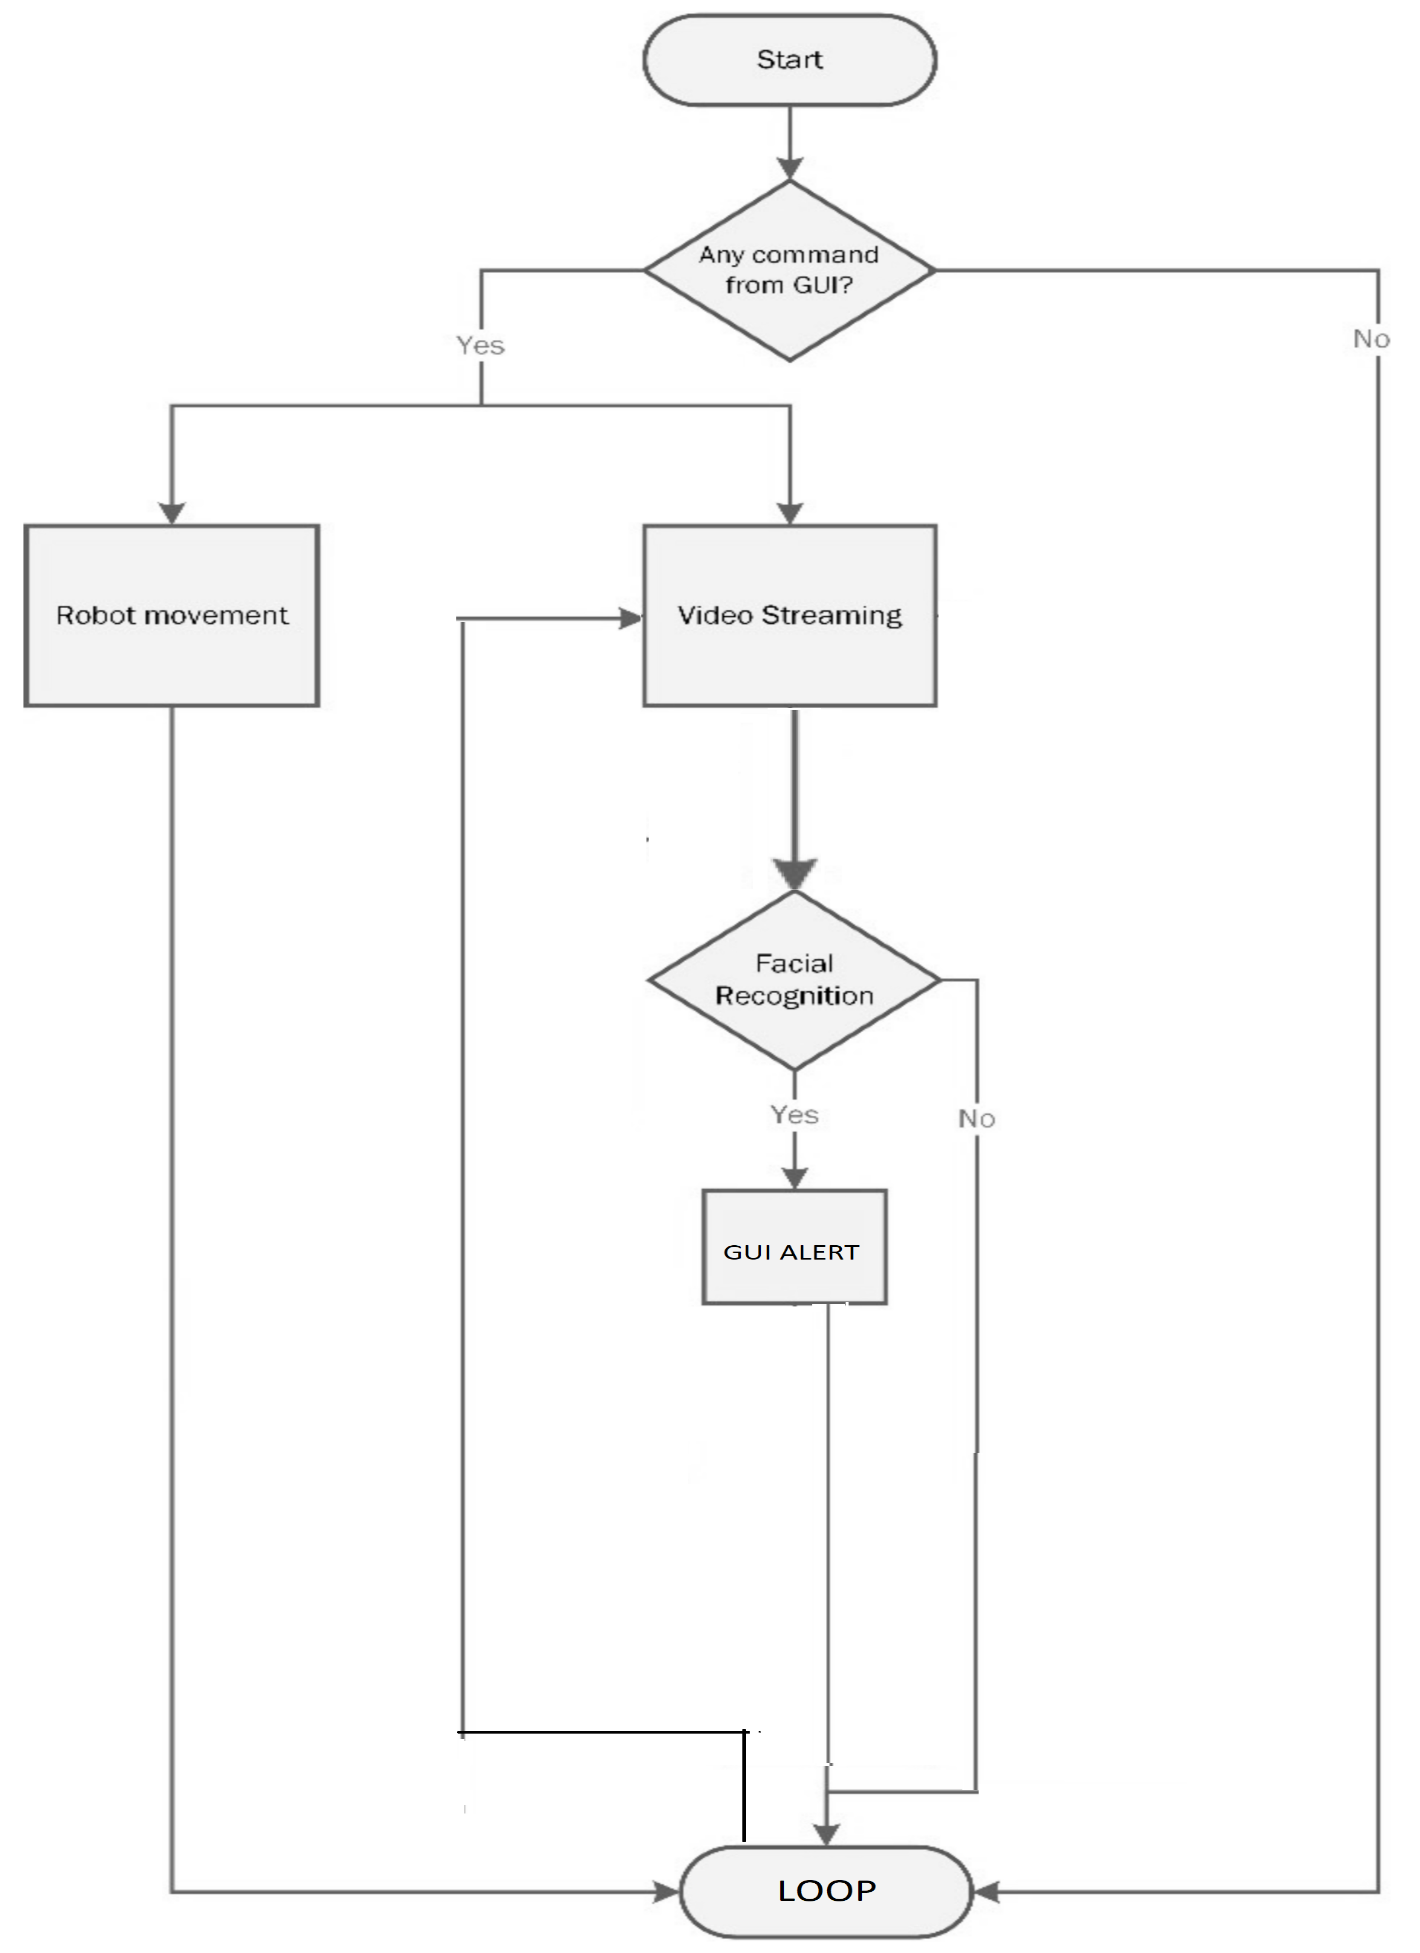 Start
Any command
from GUI?
Yes
No
Robot movement
Video Streaming
Facial
Recognition
Yes
No
GUI ALERT
LOOP